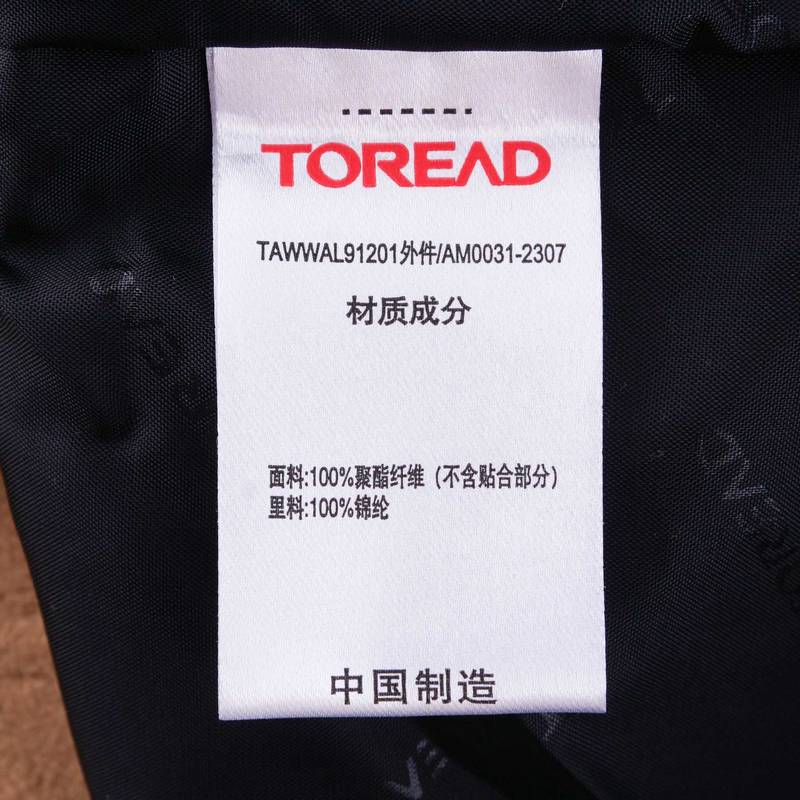 TOREAD
TAWWAL91201外件/AM0031-2307
材质成分
面料:100%聚酯纤维（不含贴合部分）
里料:100%锦纶
中国制造